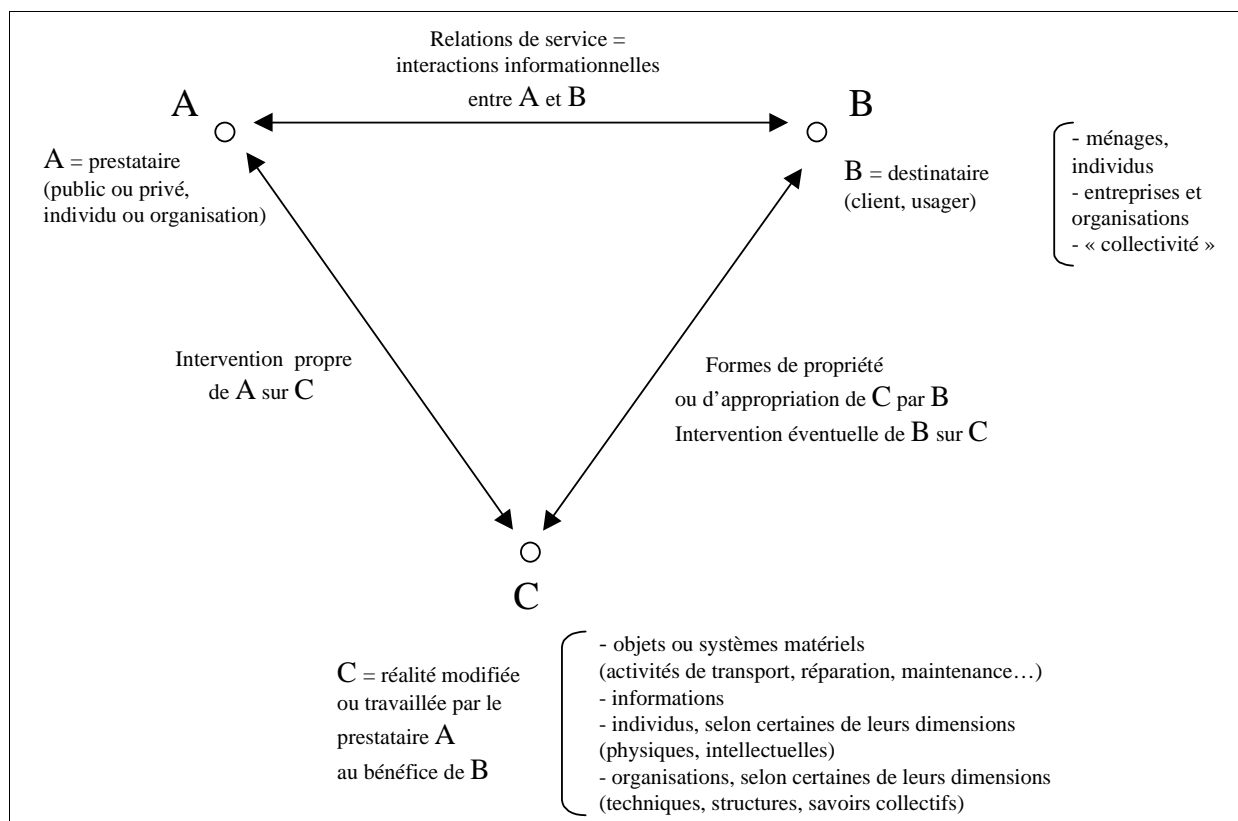 Relations de service =
interactions informationnelles
entre A et B
A
B
A = prestataire
(public ou privé,
individu ou organisation)
B = destinataire
(client, usager)
- ménages,
individus
- entreprises et
organisations
- « collectivité »
Intervention propre
de A sur C
Formes de propriété
ou d’appropriation de C par B
Intervention éventuelle de B sur C
C
C = réalité modifiée
ou travaillée par le
prestataire A
au bénéfice de B
- objets ou systèmes matériels
(activités de transport, réparation, maintenance…)
- informations
- individus, selon certaines de leurs dimensions
(physiques, intellectuelles)
- organisations, selon certaines de leurs dimensions
(techniques, structures, savoirs collectifs)